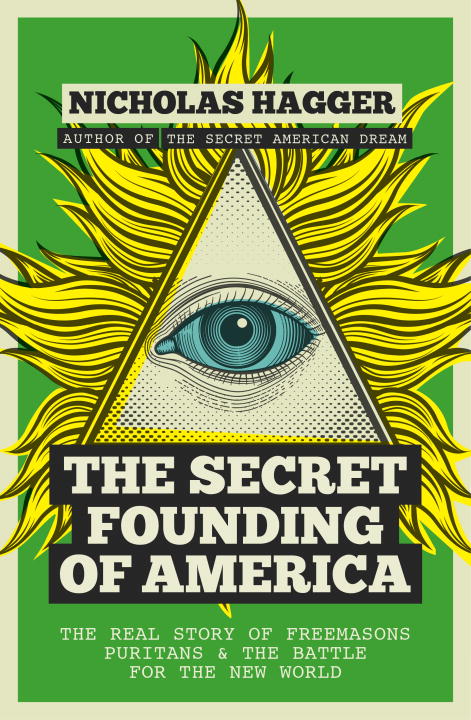 NICHOLAS HAGGER
AUTHOR OF THE SECRET AMERICAN DREAM
THE SECRET
FOUNDING
OF AMERICA
THE REAL STORY OF FREEMASONS
PURITANS & THE BATTLE
FOR THE NEW WORLD